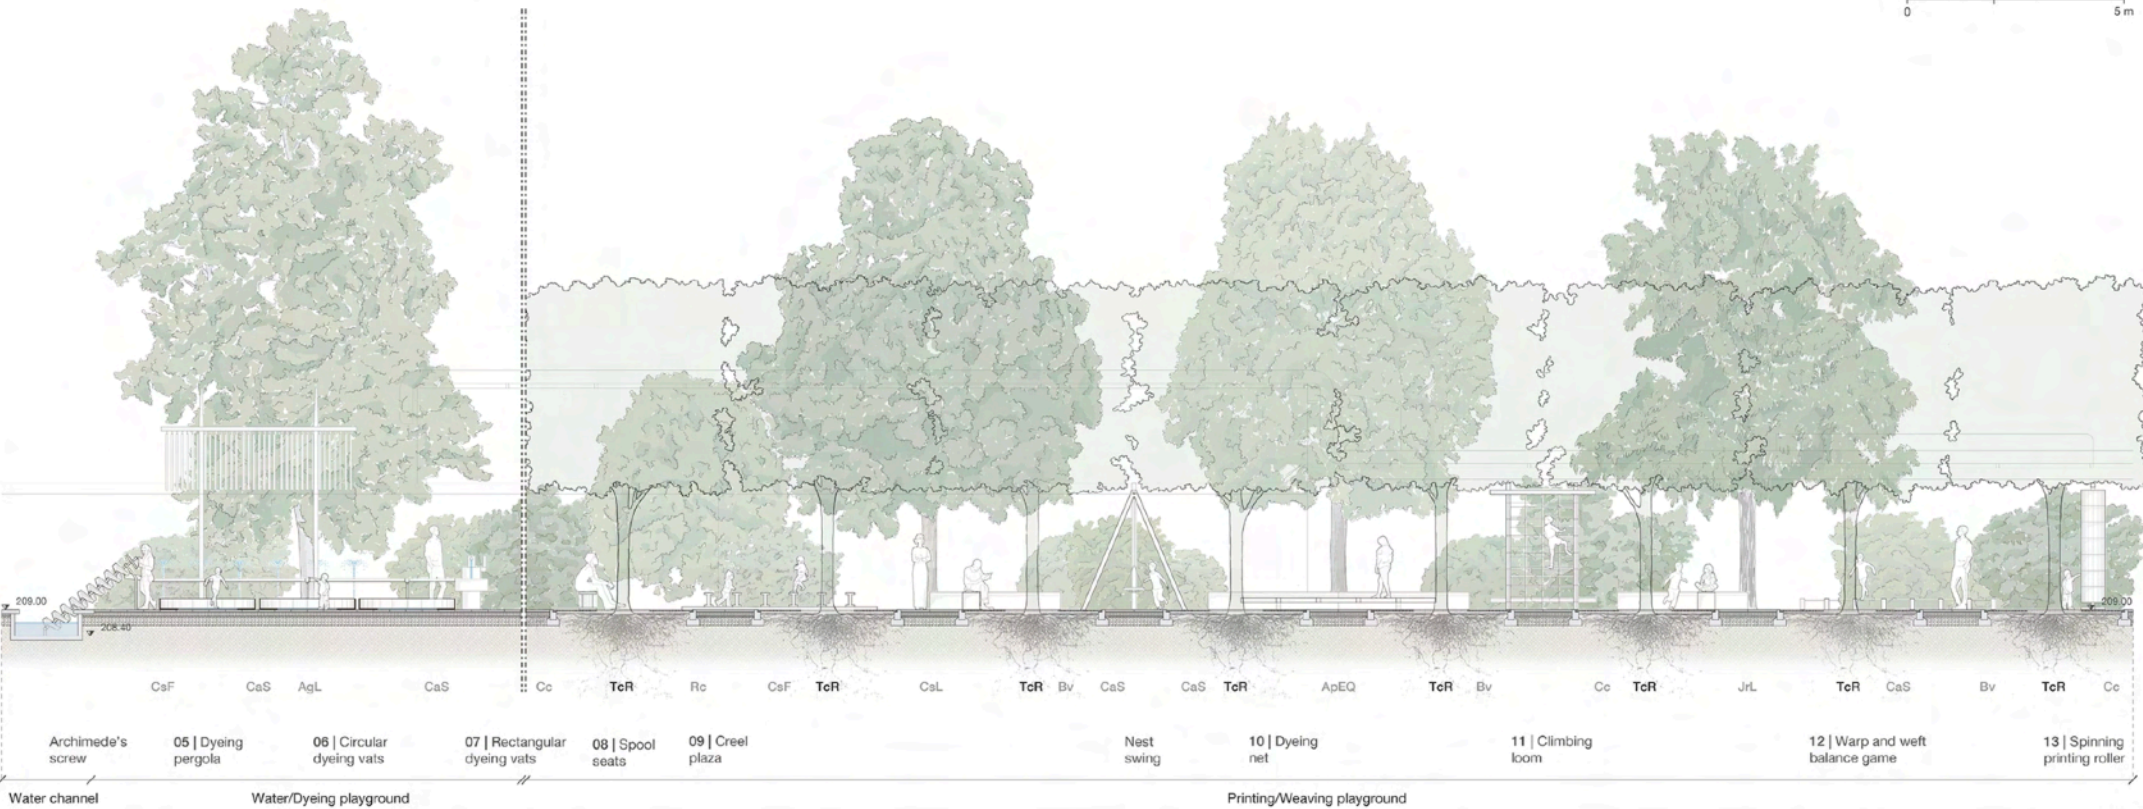 0 5 m
209.00
208.40
209.00
CsF CaS AgL CaS Cc TcR Rc CsF TcR CsL TcR Bv CaS CaS TcR ApEQ TcR Bv Cc TcR JrL TcR CaS Bv TcR Cc
Archimede's
screw
05 | Dyeing
pergola
06 | Circular
dyeing vats
07 | Rectangular
dyeing vats
08 | Spool
seats
09 | Creel
plaza
Nest
swing
10 | Dyeing
net
11 | Climbing
loom
12 | Warp and weft
balance game
13 | Spinning
printing roller
Water channel
Water/Dyeing playground
Printing/Weaving playground